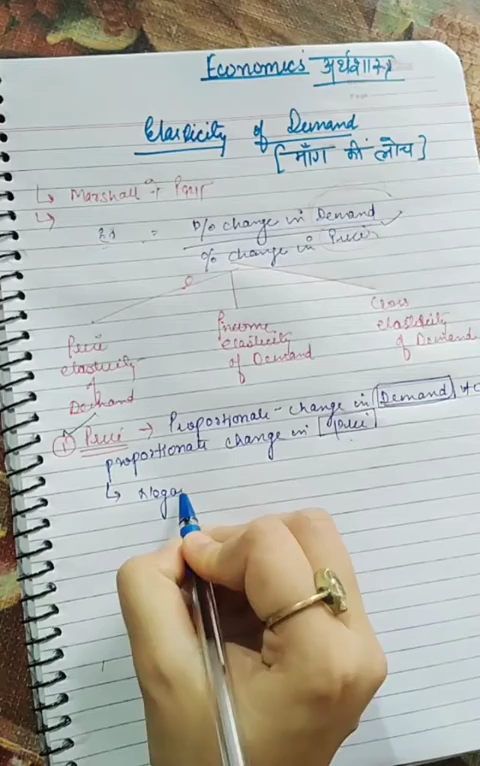 Economics अर्थशास्त्र
Elasticity of Demand
[माँग की लोच]
↳ Marshall ने दिया
↳
= % change in Demand
% change in Price
Price elasticity of Demand
Income elasticity of Demand
Cross elasticity of Demand
① Price → Proportionate change in Demand
proportionate change in Price
↳ Nega